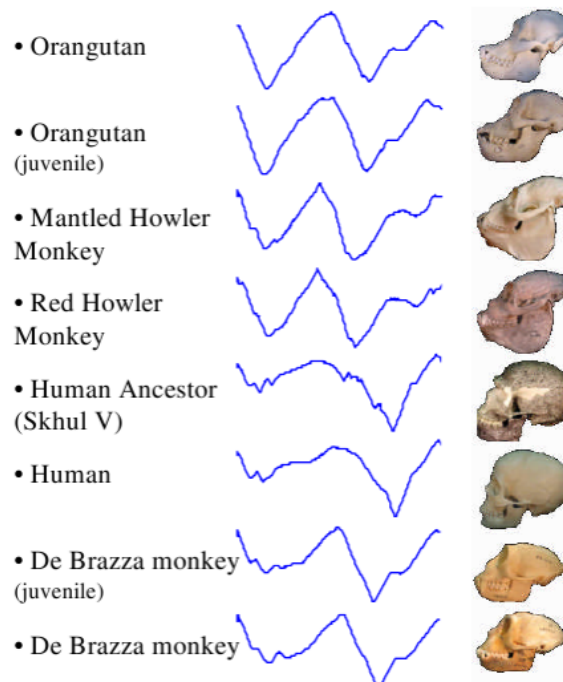 • Orangutan
• Orangutan
(juvenile)
• Mantled Howler
Monkey
• Red Howler
Monkey
• Human Ancestor
(Skhul V)
• Human
• De Brazza monkey
(juvenile)
• De Brazza monkey